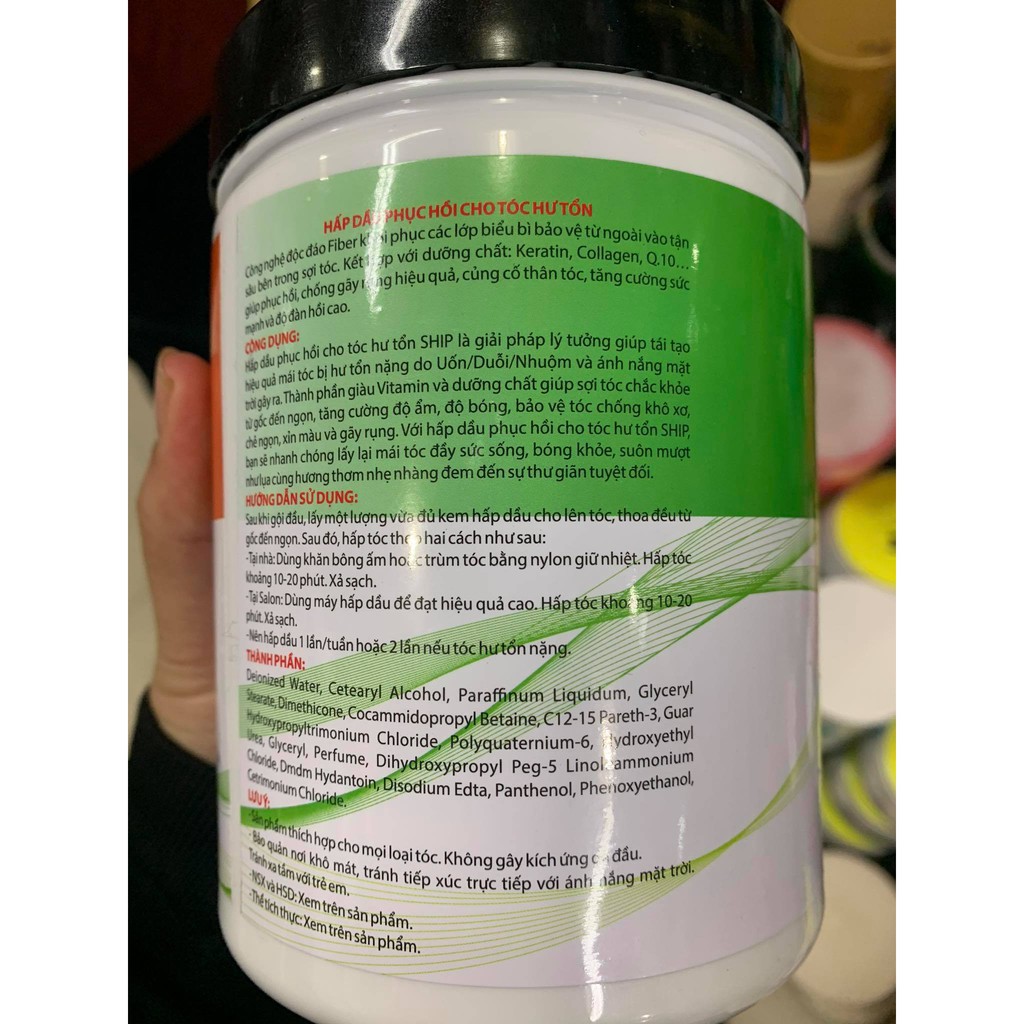 HẤP DẦU PHỤC HỒI CHO TÓC HƯ TỔN
Công nghệ độc đáo Fiber khôi phục các lớp biểu bì bảo vệ từ ngoài vào tận
sâu bên trong sợi tóc. Kết hợp với dưỡng chất: Keratin, Collagen, Q.10...
giúp phục hồi, chống gãy rụng hiệu quả, củng cố thân tóc, tăng cường sức
mạnh và độ đàn hồi cao.
CÔNG DỤNG:
Hấp dầu phục hồi cho tóc hư tổn SHIP là giải pháp lý tưởng giúp tái tạo
hiệu quả mái tóc bị hư tổn nặng do Uốn/Duỗi/Nhuộm và ánh nắng mặt
trời gây ra. Thành phần giàu Vitamin và dưỡng chất giúp sợi tóc chắc khỏe
từ gốc đến ngọn, tăng cường độ ẩm, độ bóng, bảo vệ tóc chống khô xơ,
chẻ ngọn, xỉn màu và gãy rụng. Với hấp dầu phục hồi cho tóc hư tổn SHIP,
bạn sẽ nhanh chóng lấy lại mái tóc đầy sức sống, bóng khỏe, suôn mượt
như lụa cùng hương thơm nhẹ nhàng đem đến sự thư giãn tuyệt đối.
HƯỚNG DẪN SỬ DỤNG:
Sau khi gội đầu, lấy một lượng vừa đủ kem hấp dầu cho lên tóc, thoa đều từ
gốc đến ngọn. Sau đó, hấp tóc theo hai cách như sau:
-Tại nhà: Dùng khăn bông ấm hoặc trùm tóc bằng nylon giữ nhiệt. Hấp tóc
khoảng 10-20 phút. Xả sạch.
-Tại Salon: Dùng máy hấp dầu để đạt hiệu quả cao. Hấp tóc khoảng 10-20
phút. Xả sạch.
-Nên hấp dầu 1 lần/tuần hoặc 2 lần nếu tóc hư tổn nặng.
THÀNH PHẦN:
Deionized Water, Cetearyl Alcohol, Paraffinum Liquidum, Glyceryl
Stearate, Dimethicone, Cocammidopropyl Betaine, C12-15 Pareth-3, Guar
Hydroxypropyltrimonium Chloride, Polyquaternium-6, Hydroxyethyl
Urea, Glyceryl, Perfume, Dihydroxypropyl Peg-5 Linoleammonium
Chloride, Dmdm Hydantoin, Disodium Edta, Panthenol, Phenoxyethanol,
Cetrimonium Chloride.
LƯU Ý:
- Sản phẩm thích hợp cho mọi loại tóc. Không gây kích ứng da đầu.
- Bảo quản nơi khô mát, tránh tiếp xúc trực tiếp với ánh nắng mặt trời.
Tránh xa tầm với trẻ em.
- NSX và HSD: Xem trên sản phẩm.
- Thể tích thực: Xem trên sản phẩm.